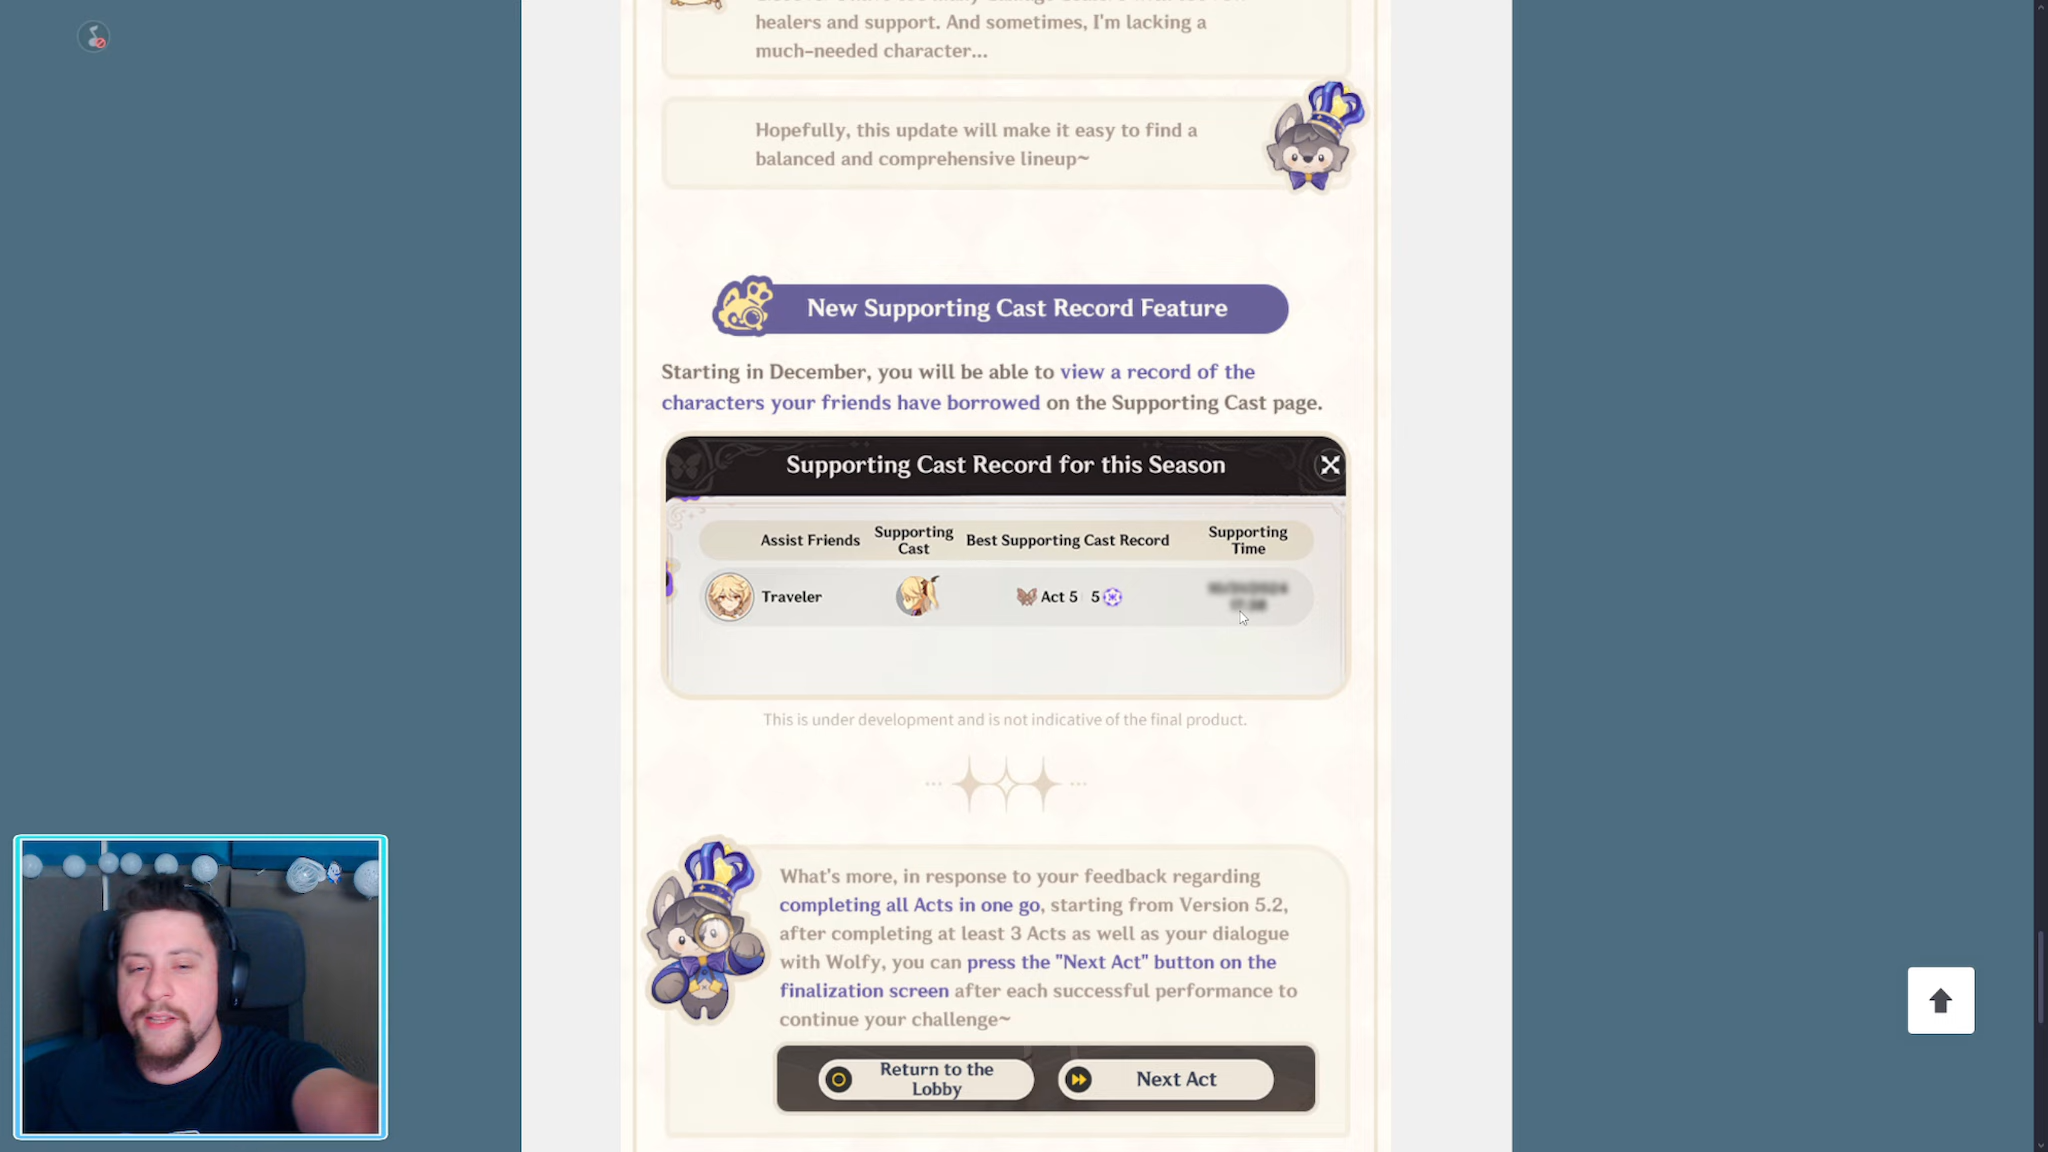 healers and support. And sometimes, I'm lacking a
much-needed character...
Hopefully, this update will make it easy to find a
balanced and comprehensive lineup~
New Supporting Cast Record Feature
Starting in December, you will be able to view a record of the
characters your friends have borrowed on the Supporting Cast page.
Supporting Cast Record for this Season
Assist Friends
Supporting
Cast
Best Supporting Cast Record
Supporting
Time
Traveler
Act 5 5
This is under development and is not indicative of the final product.
What's more, in response to your feedback regarding
completing all Acts in one go, starting from Version 5.2,
after completing at least 3 Acts as well as your dialogue
with Wolfy, you can press the "Next Act" button on the
finalization screen after each successful performance to
continue your challenge~
Return to the
Lobby
Next Act